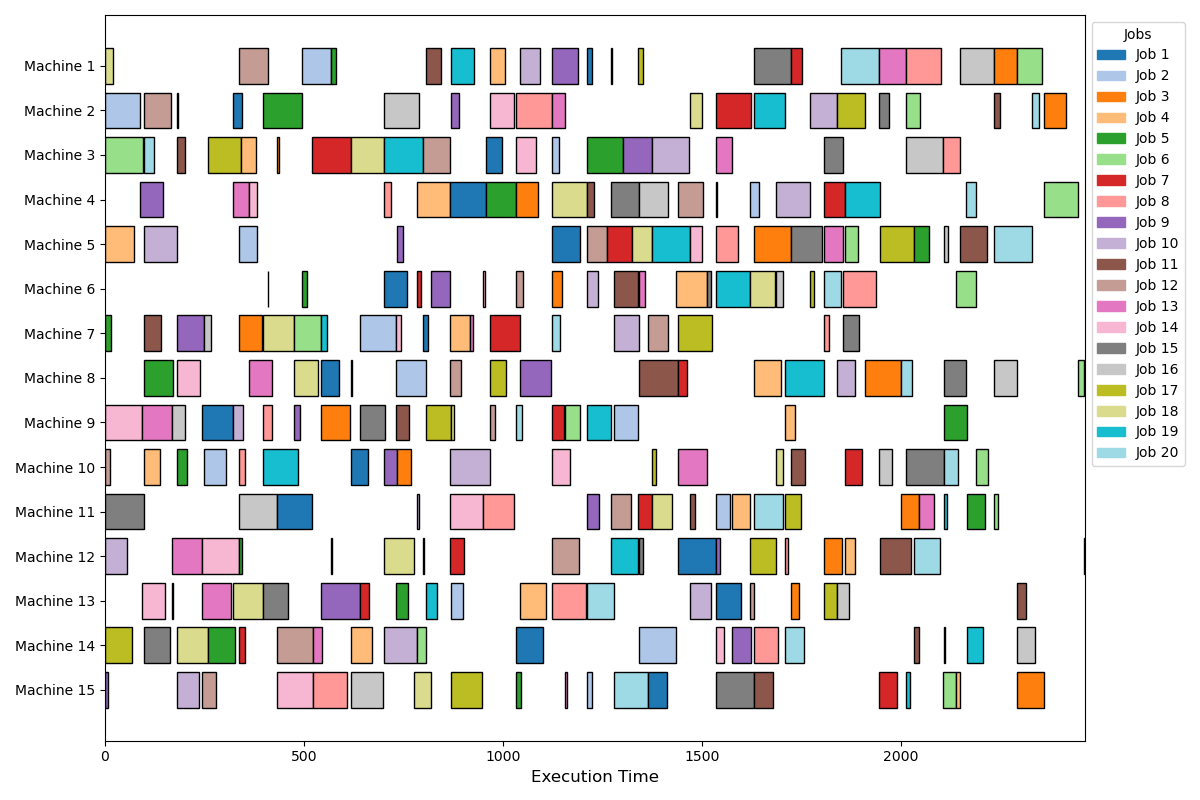 Machine 1
Machine 2
Machine 3
Machine 4
Machine 5
Machine 6
Machine 7
Machine 8
Machine 9
Machine 10
Machine 11
Machine 12
Machine 13
Machine 14
Machine 15
0
500
1000
1500
2000
Execution Time
Jobs
Job 1
Job 2
Job 3
Job 4
Job 5
Job 6
Job 7
Job 8
Job 9
Job 10
Job 11
Job 12
Job 13
Job 14
Job 15
Job 16
Job 17
Job 18
Job 19
Job 20